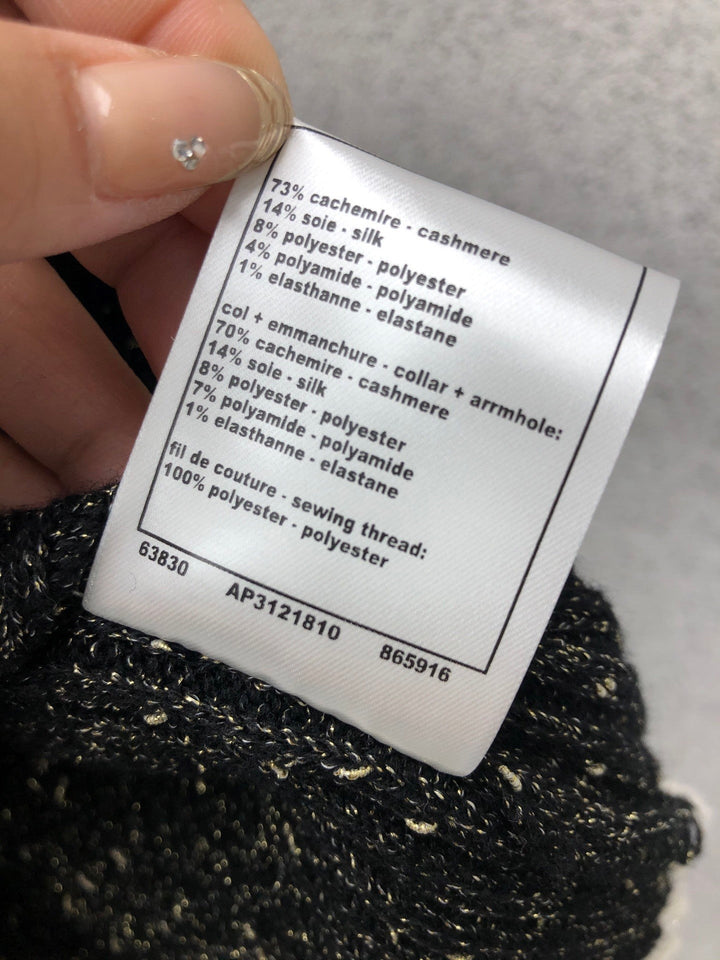 73% cachemire - cashmere
14% soie - silk
8% polyester - polyester
4% polyamide - polyamide
1% elasthanne - elastane
col + emmanchure - collar + arrmhole:
70% cachemire - cashmere
14% soie - silk
8% polyester - polyester
7% polyamide - polyamide
1% elasthanne - elastane
fil de couture - sewing thread:
100% polyester - polyester
63830 AP3121810 865916